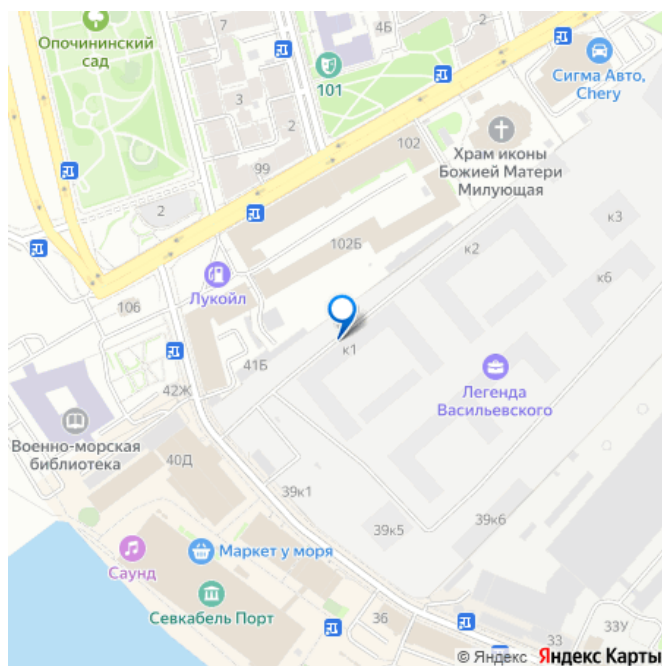 Опочининский
сад
7
4Б
2
101
Сигма Авто,
Chery
3
2
99
102
Храм иконы
Божией Матери
Милующая
2
к3
102Б
к2
к6
Лукойл
106
к1
41Б
42Ж
Легенда
Васильевского
Военно-морская
библиотека
40Д
39к1
39к5
39к6
Маркет у моря
Саунд
Севкабель Порт
36
33
33У
© Яндекс Яндекс Карты